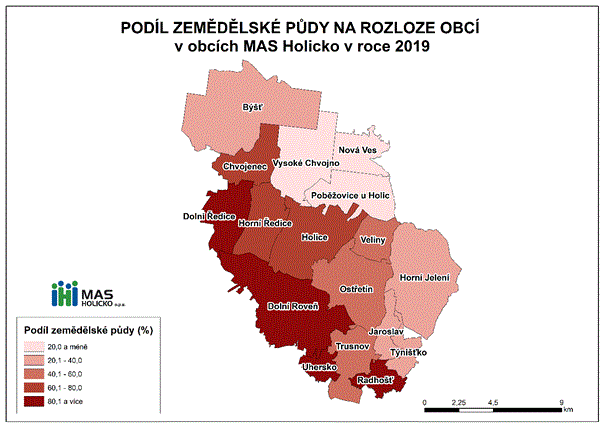 PODÍL ZEMĚDĚLSKÉ PŮDY NA ROZLOZE OBCÍ
v obcích MAS Holicko v roce 2019
Býšť
Nová Ves
Vysoké Chvojno
Chvojenec
Poběžovice u Holic
Dolní Ředice
Horní Ředice
Holice
Veliny
Horní Jelení
Ostřetín
Dolní Roveň
Jaroslav
Trusnov
Týnišťko
Uhersko
Radhošť
MAS
HOLICKO o.p.s.
Podíl zemědělské půdy (%)
20,0 a méně
20,1 - 40,0
40,1 - 60,0
60,1 - 80,0
80,1 a více
0 2,25 4,5 9
km